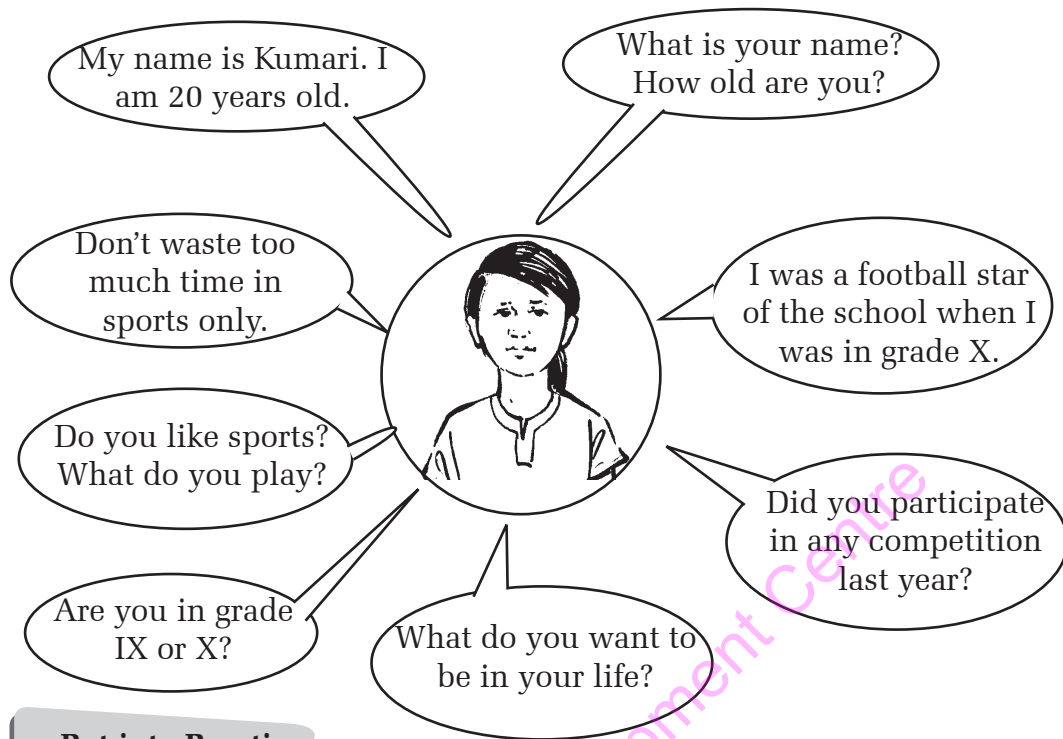 My name is Kumari. I
am 20 years old.
What is your name?
How old are you?
Don't waste too
much time in
sports only.
I was a football star
of the school when I
was in grade X.
Do you like sports?
What do you play?
Did you participate
in any competition
last year?
Are you in grade
IX or X?
What do you want to
be in your life?
Centre